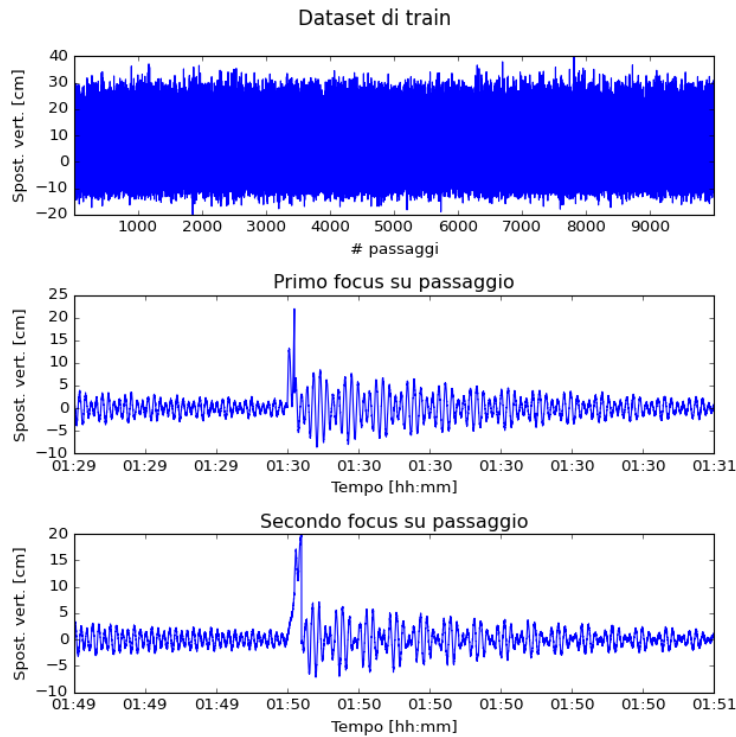 Dataset di train
40
30
20
10
0
−10
−20
Spost. vert. [cm]
1000 2000 3000 4000 5000 6000 7000 8000 9000
# passaggi
Primo focus su passaggio
25
20
15
10
5
0
−5
−10
Spost. vert. [cm]
01:29 01:29 01:29 01:30 01:30 01:30 01:30 01:30 01:30 01:31
Tempo [hh:mm]
Secondo focus su passaggio
20
15
10
5
0
−5
−10
Spost. vert. [cm]
01:49 01:49 01:49 01:50 01:50 01:50 01:50 01:50 01:50 01:51
Tempo [hh:mm]